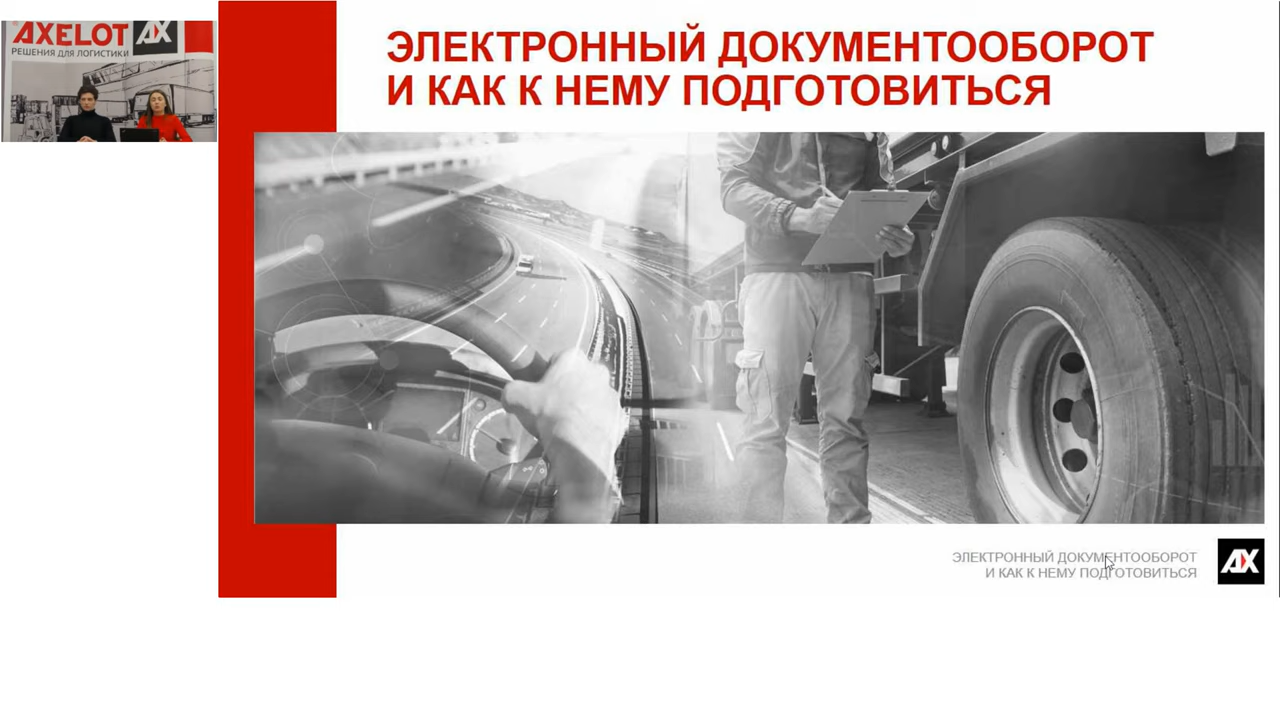 AXELOT AX
РЕШЕНИЯ ДЛЯ ЛОГИСТИКИ
ЭЛЕКТРОННЫЙ ДОКУМЕНТООБОРОТ
И КАК К НЕМУ ПОДГОТОВИТЬСЯ
ЭЛЕКТРОННЫЙ ДОКУМЕНТООБОРОТ
И КАК К НЕМУ ПОДГОТОВИТЬСЯ
AX